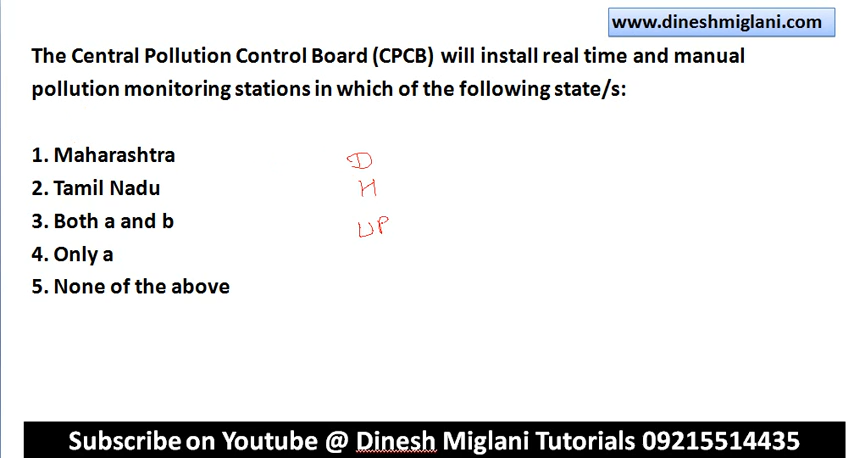 www.dineshmiglani.com
The Central Pollution Control Board (CPCB) will install real time and manual
pollution monitoring stations in which of the following state/s:
1. Maharashtra
D
2. Tamil Nadu
H
3. Both a and b
UP
4. Only a
5. None of the above
Subscribe on Youtube @ Dinesh Miglani Tutorials 09215514435